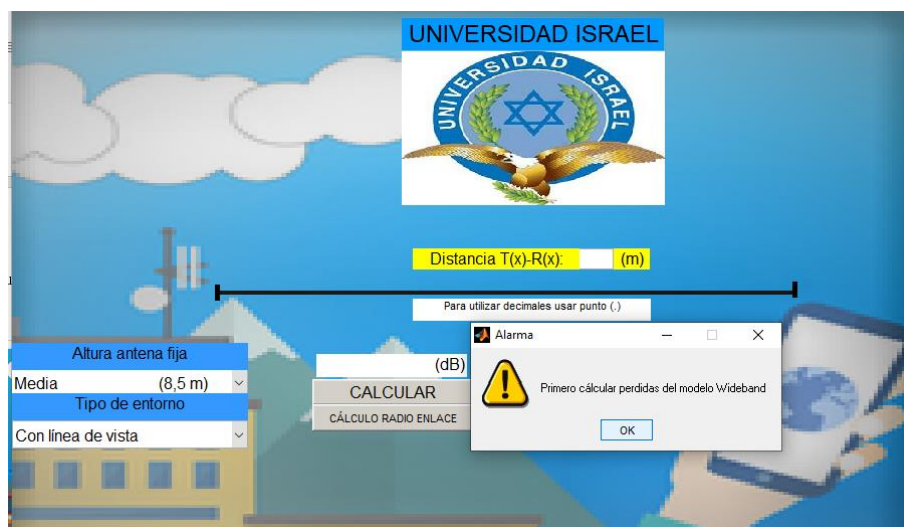 UNIVERSIDAD ISRAEL
UNIVERSIDAD ISRAEL
Distancia T(x)-R(x): (m)
Para utilizar decimales usar punto (.)
Alarma
Primero cálcular perdidas del modelo Wideband
OK
Altura antena fija
Media (8,5 m)
Tipo de entorno
Con línea de vista
(dB)
CALCULAR
CÁLCULO RADIO ENLACE